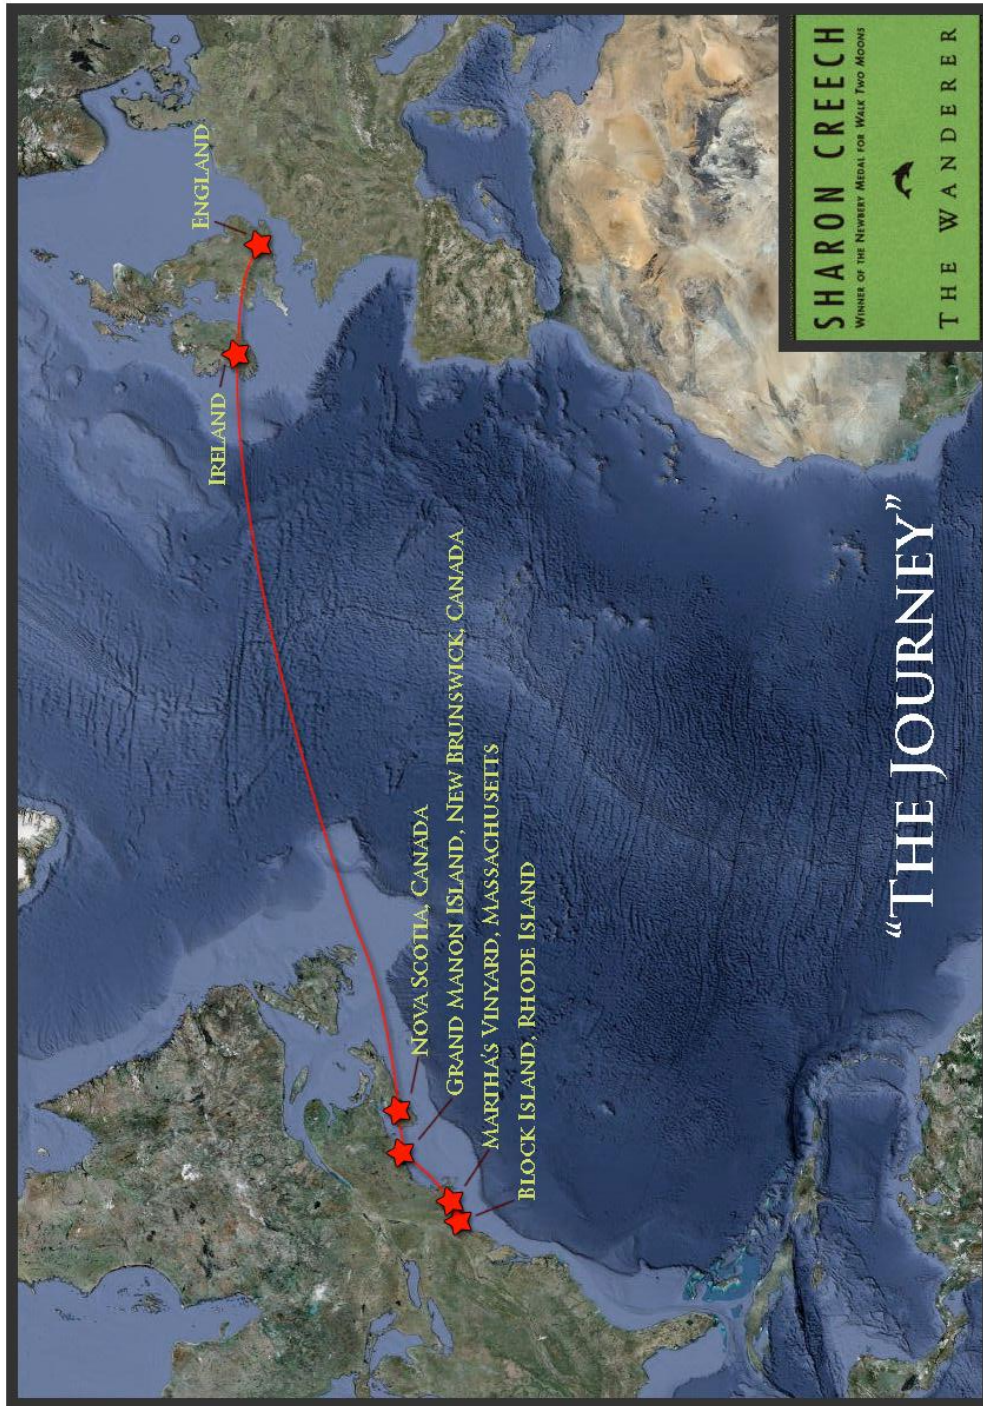 England
Ireland
Nova Scotia, Canada
Grand Manon Island, New Brunswick, Canada
Martha's Vinyard, Massachusetts
Block Island, Rhode Island
"The Journey"
SHARON CREECH
Winner of the Newbery Medal for Walk Two Moons
THE WANDERER